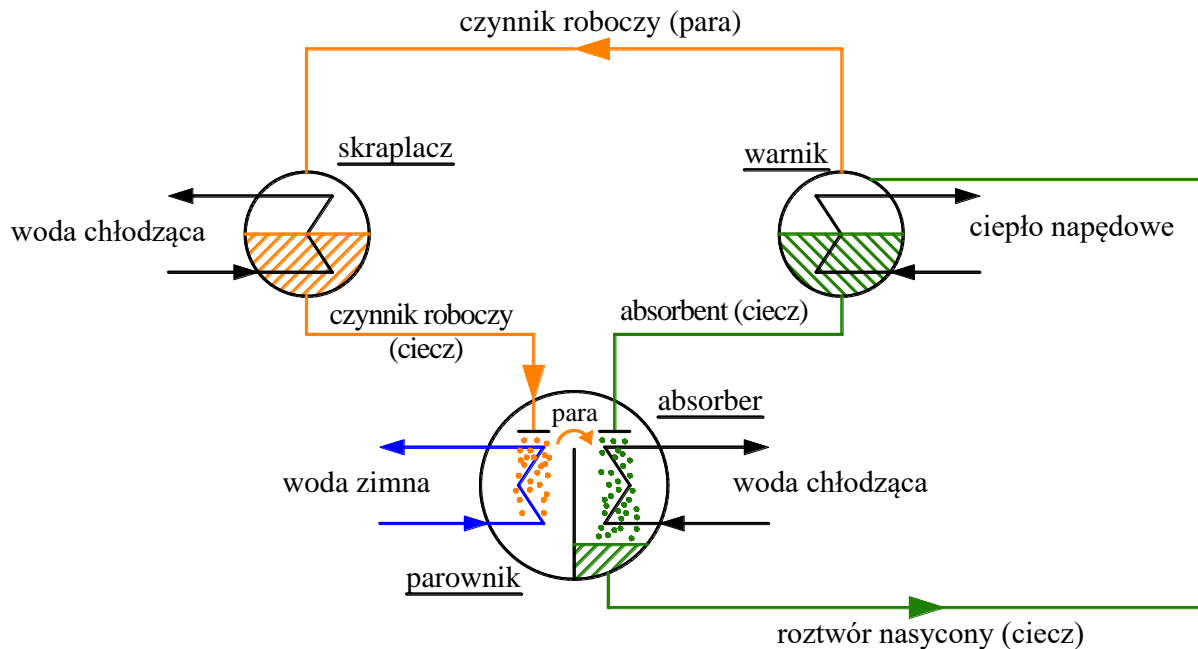 czynnik roboczy (para)
skraplacz
warnik
woda chłodząca
ciepło napędowe
czynnik roboczy
(ciecz)
absorbent (ciecz)
para
absorber
woda zimna
woda chłodząca
parownik
roztwór nasycony (ciecz)